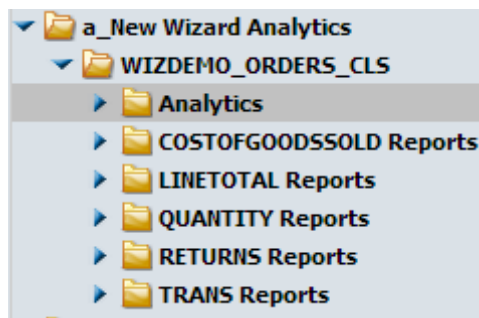 a_New Wizard Analytics
WIZDEMO_ORDERS_CLS
Analytics
COSTOFGOODSSOLD Reports
LINETOTAL Reports
QUANTITY Reports
RETURNS Reports
TRANS Reports